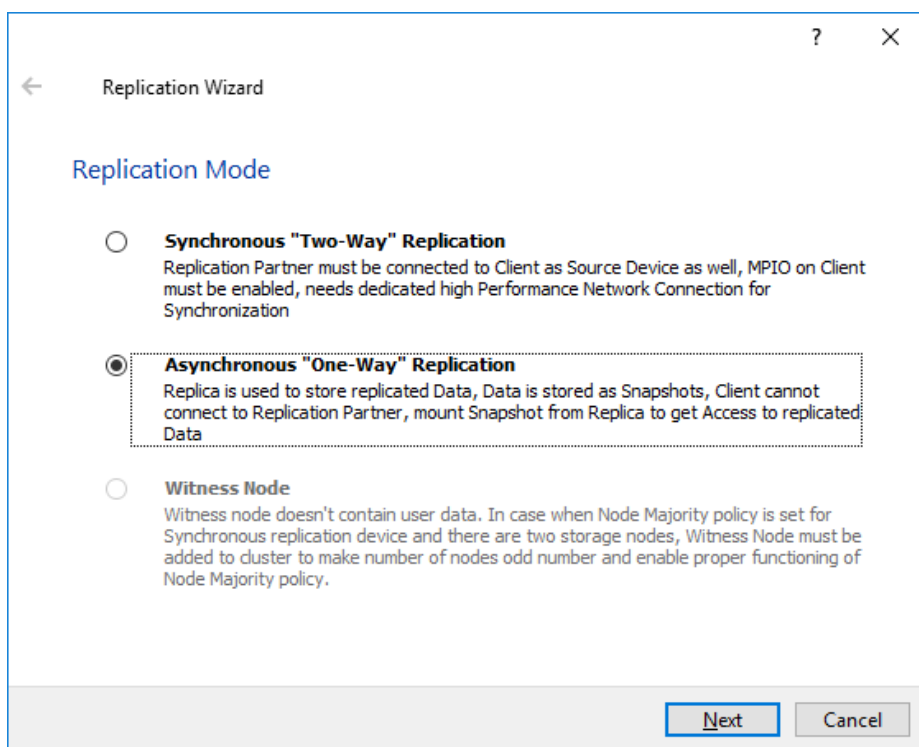 ?
Replication Wizard
Replication Mode
Synchronous "Two-Way" Replication
Replication Partner must be connected to Client as Source Device as well, MPIO on Client
must be enabled, needs dedicated high Performance Network Connection for
Synchronization
Asynchronous "One-Way" Replication
Replica is used to store replicated Data, Data is stored as Snapshots, Client cannot
connect to Replication Partner, mount Snapshot from Replica to get Access to replicated
Data
Witness Node
Witness node doesn't contain user data. In case when Node Majority policy is set for
Synchronous replication device and there are two storage nodes, Witness Node must be
added to cluster to make number of nodes odd number and enable proper functioning of
Node Majority policy.
Next Cancel